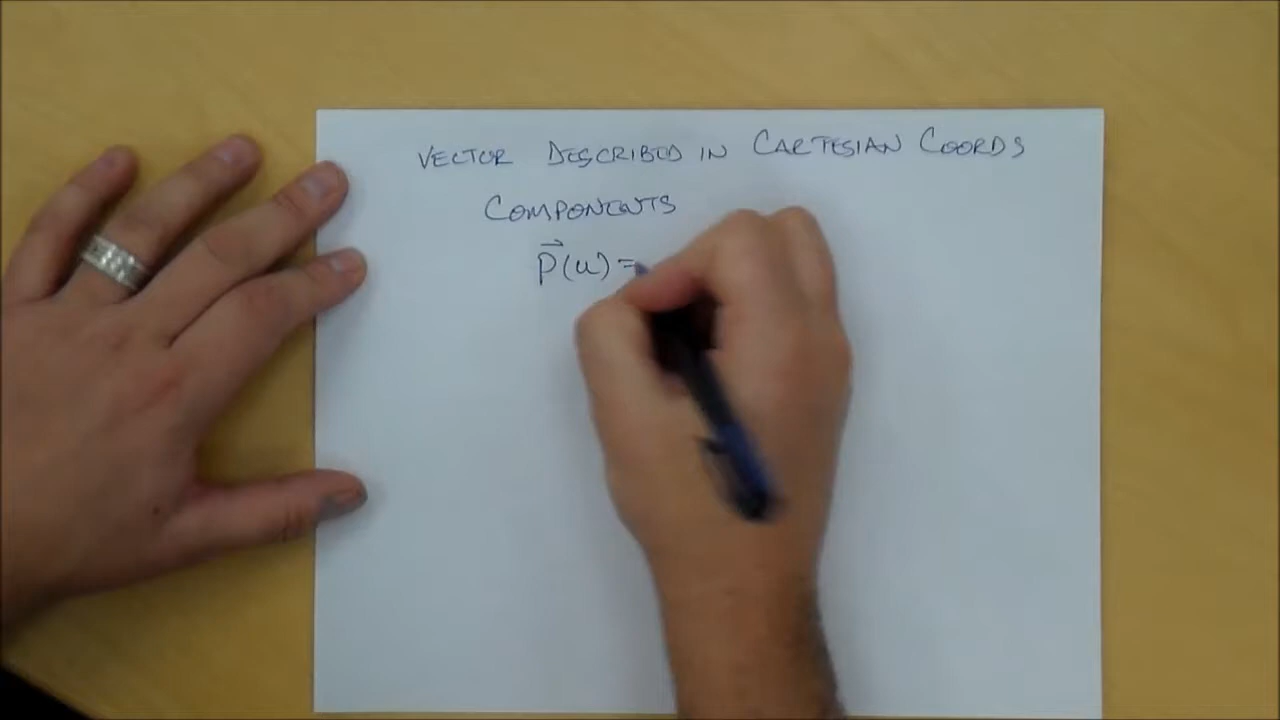 VECTOR DESCRIBED IN CARTESIAN COORDS
COMPONENTS
P⃗(u) =